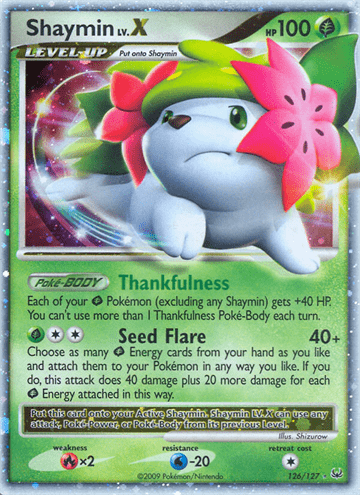 Shaymin LV.X HP 100
LEVEL-UP Put onto Shaymin
Poké-BODY Thankfulness
Each of your Pokémon (excluding any Shaymin) gets +40 HP.
You can't use more than 1 Thankfulness Poké-Body each turn.
Seed Flare 40+
Choose as many Energy cards from your hand as you like
and attach them to your Pokémon in any way you like. If you
do, this attack does 40 damage plus 20 more damage for each
Energy attached in this way.
Put this card onto your Active Shaymin. Shaymin LV. X can use any
attack, Poké-Power, or Poké-Body from its previous Level.
Illus. Shizurow
weakness resistance retreat cost
×2 -20
©2009 Pokémon/Nintendo 126/127